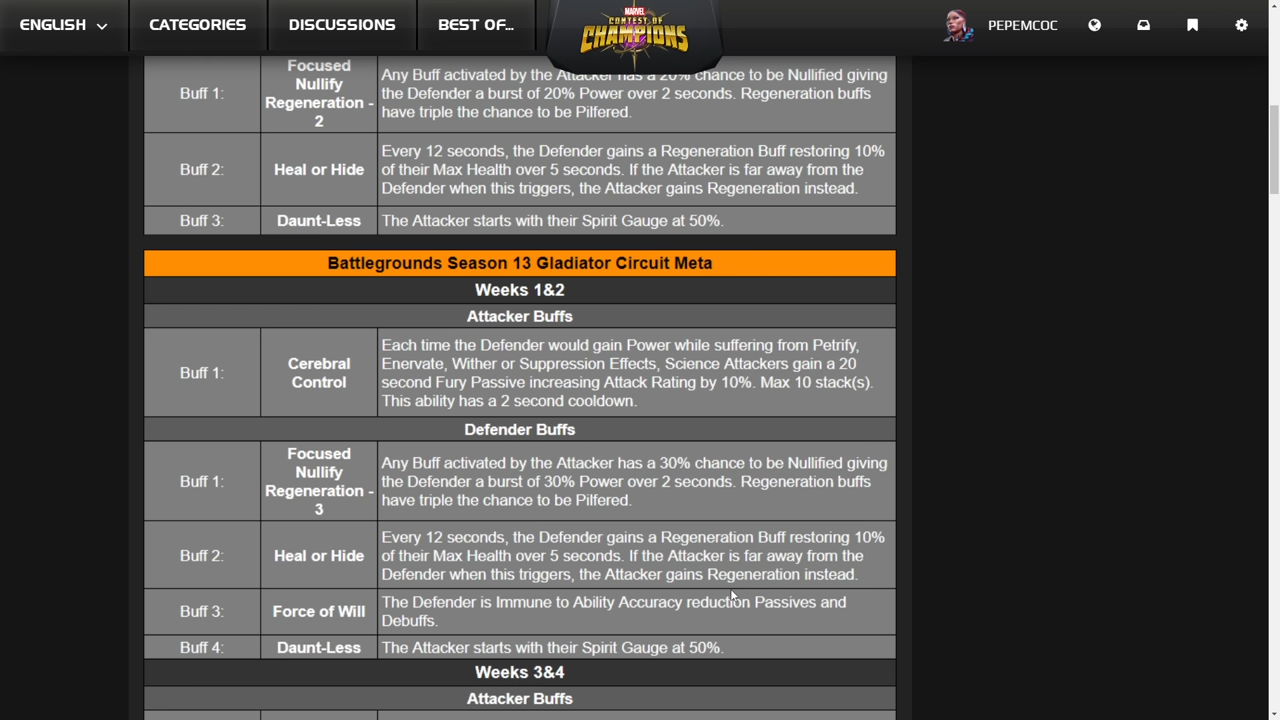 ENGLISH
CATEGORIES
DISCUSSIONS
BEST OF...
MARVEL
CONTEST OF
CHAMPIONS
PEPEMCOC
Buff 1:
Focused
Nullify
Regeneration -
2
Any Buff activated by the Attacker has a 20% chance to be Nullified giving
the Defender a burst of 20% Power over 2 seconds. Regeneration buffs
have triple the chance to be Pilfered.
Buff 2:
Heal or Hide
Every 12 seconds, the Defender gains a Regeneration Buff restoring 10%
of their Max Health over 5 seconds. If the Attacker is far away from the
Defender when this triggers, the Attacker gains Regeneration instead.
Buff 3:
Daunt-Less
The Attacker starts with their Spirit Gauge at 50%.
Battlegrounds Season 13 Gladiator Circuit Meta
Weeks 1&2
Attacker Buffs
Buff 1:
Cerebral
Control
Each time the Defender would gain Power while suffering from Petrify,
Enervate, Wither or Suppression Effects, Science Attackers gain a 20
second Fury Passive increasing Attack Rating by 10%. Max 10 stack(s).
This ability has a 2 second cooldown.
Defender Buffs
Buff 1:
Focused
Nullify
Regeneration -
3
Any Buff activated by the Attacker has a 30% chance to be Nullified giving
the Defender a burst of 30% Power over 2 seconds. Regeneration buffs
have triple the chance to be Pilfered.
Buff 2:
Heal or Hide
Every 12 seconds, the Defender gains a Regeneration Buff restoring 10%
of their Max Health over 5 seconds. If the Attacker is far away from the
Defender when this triggers, the Attacker gains Regeneration instead.
Buff 3:
Force of Will
The Defender is Immune to Ability Accuracy reduction Passives and
Debuffs.
Buff 4:
Daunt-Less
The Attacker starts with their Spirit Gauge at 50%.
Weeks 3&4
Attacker Buffs